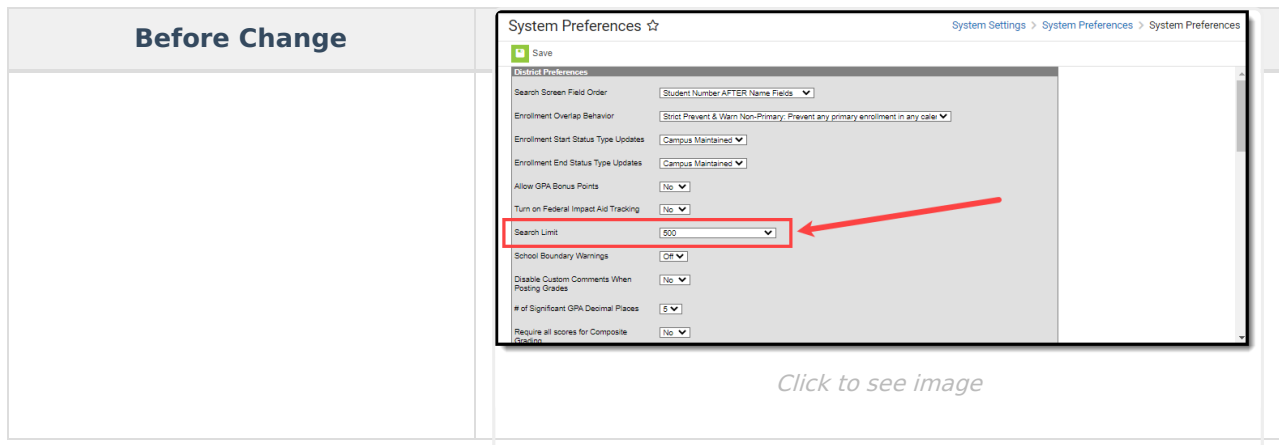 Before Change
System Preferences
System Settings > System Preferences > System Preferences
Save
District Preferences
Search Screen Field Order
Student Number AFTER Name Fields
Enrollment Overlap Behavior
Strict Prevent & Warn Non-Primary: Prevent any primary enrollment in any cale
Enrollment Start Status Type Updates
Campus Maintained
Enrollment End Status Type Updates
Campus Maintained
Allow GPA Bonus Points
No
Turn on Federal Impact Aid Tracking
No
Search Limit
500
School Boundary Warnings
Off
Disable Custom Comments When
Posting Grades
No
# of Significant GPA Decimal Places
5
Require all scores for Composite
Grading
No
Click to see image